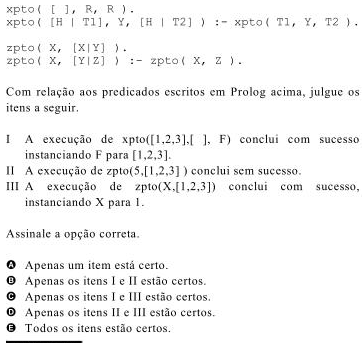 xpto( [ ], R, R ).
xpto( [H | T1], Y, [H | T2] ) :- xpto( T1, Y, T2 ).
zpto( X, [X|Y] ).
zpto( X, [Y|Z] ) :- zpto( X, Z ).
Com relação aos predicados escritos em Prolog acima, julgue os
itens a seguir.
I A execução de xpto([1,2,3],[ ], F) conclui com sucesso
instanciando F para [1,2,3].
II A execução de zpto(5,[1,2,3] ) conclui sem sucesso.
III A execução de zpto(X,[1,2,3]) conclui com sucesso,
instanciando X para 1.
Assinale a opção correta.
A Apenas um item está certo.
B Apenas os itens I e II estão certos.
C Apenas os itens I e III estão certos.
D Apenas os itens II e III estão certos.
E Todos os itens estão certos.